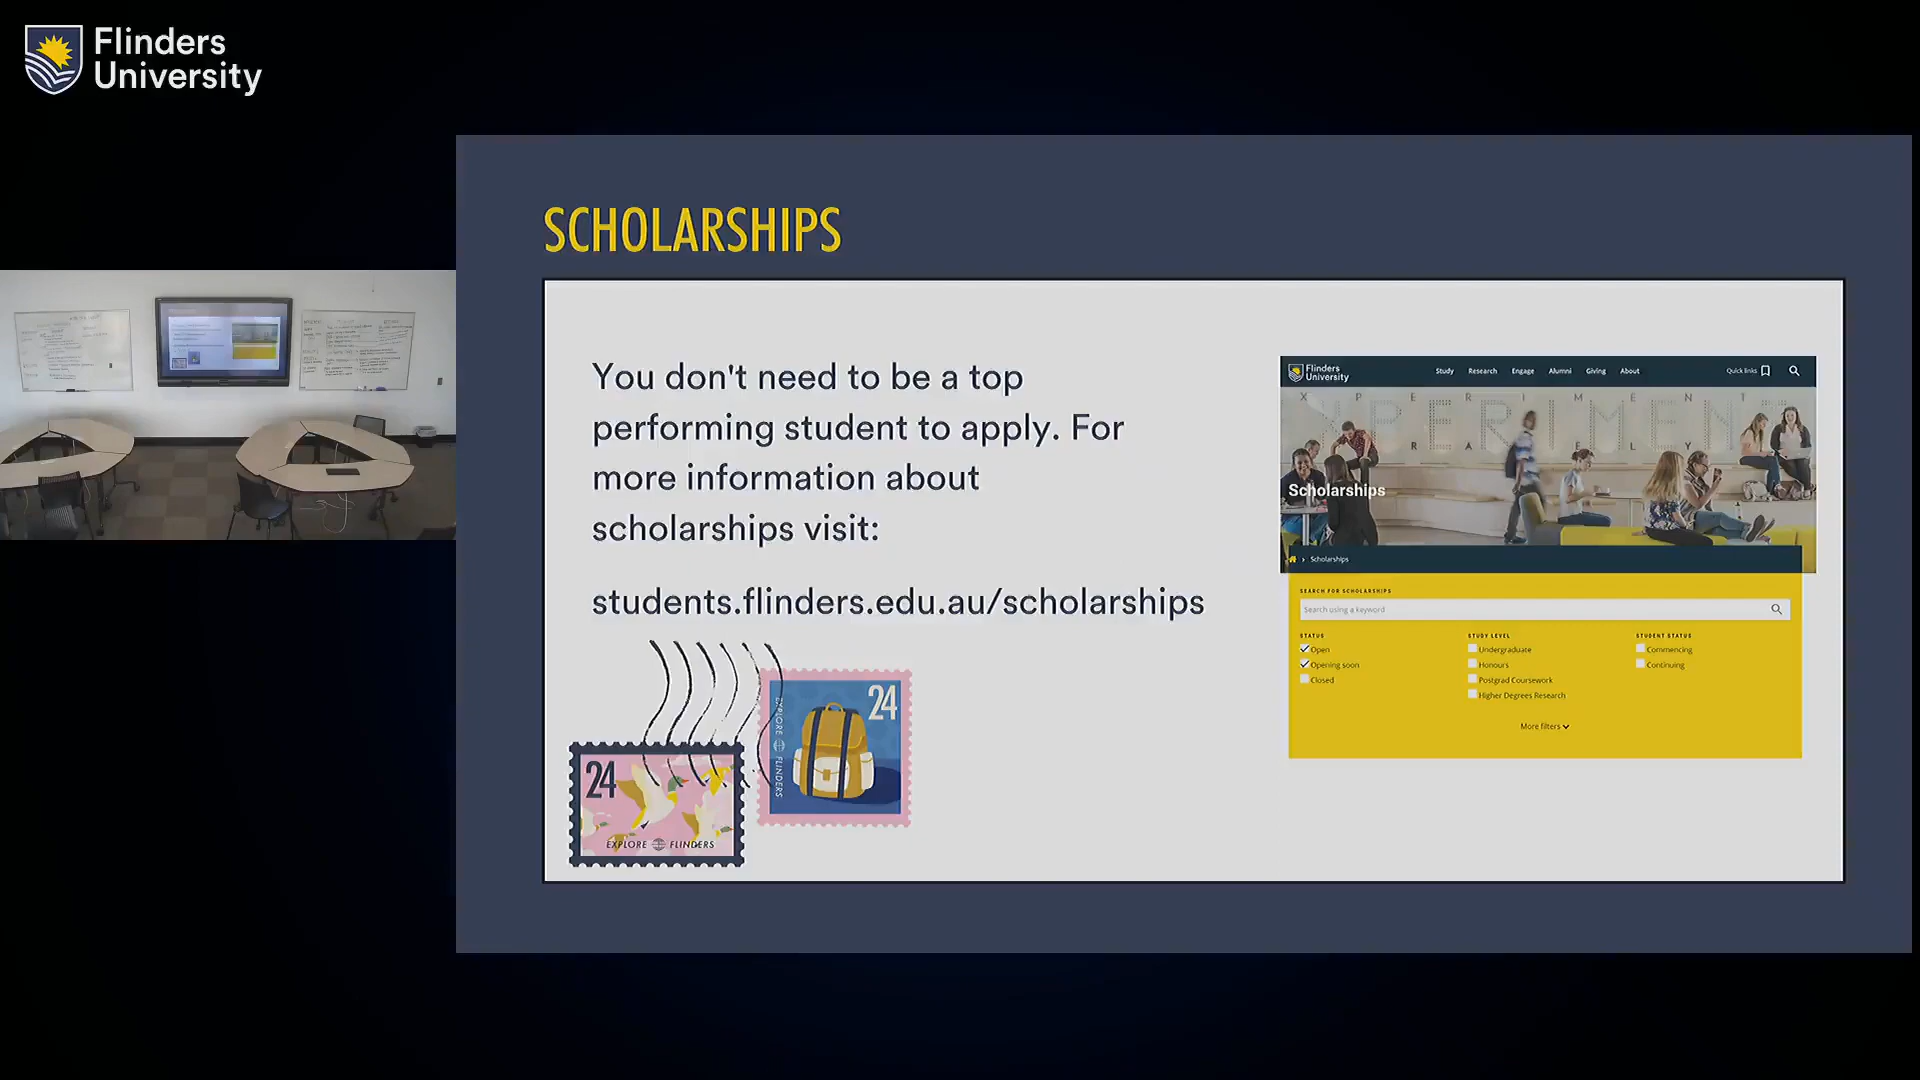 Flinders
University
SCHOLARSHIPS
You don't need to be a top
performing student to apply. For
more information about
scholarships visit:
students.flinders.edu.au/scholarships
24
EXPLORE FLINDERS
24
EXPLORE FLINDERS
Flinders
University
Study Research Engage Alumni Giving About
Quick links
X P E R I M E N T
XPERIMENT
R A L Y
Scholarships
Scholarships
SEARCH FOR SCHOLARSHIPS
Search using a keyword
STATUS
Open
Opening soon
Closed
STUDY LEVEL
Undergraduate
Honours
Postgrad Coursework
Higher Degrees Research
STUDENT STATUS
Commencing
Continuing
More filters